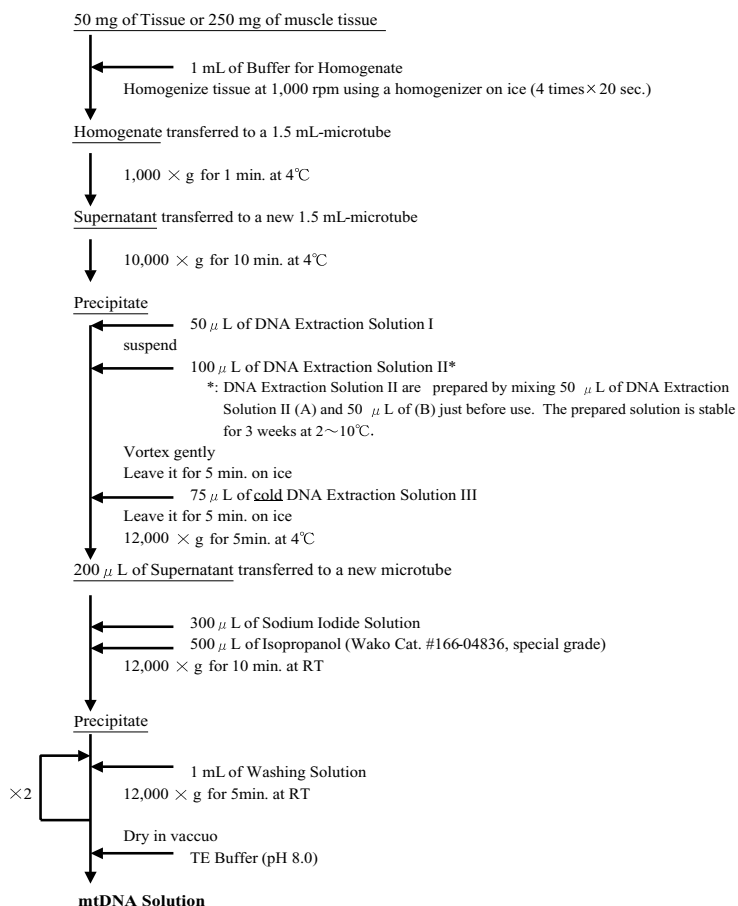 50 mg of Tissue or 250 mg of muscle tissue
1 mL of Buffer for Homogenate
Homogenize tissue at 1,000 rpm using a homogenizer on ice (4 times×20 sec.)
Homogenate transferred to a 1.5 mL-microtube
1,000 × g for 1 min. at 4℃
Supernatant transferred to a new 1.5 mL-microtube
10,000 × g for 10 min. at 4℃
Precipitate
50 μ L of DNA Extraction Solution I
suspend
100 μ L of DNA Extraction Solution II*
*: DNA Extraction Solution II are prepared by mixing 50 μ L of DNA Extraction
Solution II (A) and 50 μ L of (B) just before use. The prepared solution is stable
for 3 weeks at 2～10℃.
Vortex gently
Leave it for 5 min. on ice
75 μ L of cold DNA Extraction Solution III
Leave it for 5 min. on ice
12,000 × g for 5min. at 4℃
200 μ L of Supernatant transferred to a new microtube
300 μ L of Sodium Iodide Solution
500 μ L of Isopropanol (Wako Cat. #166-04836, special grade)
12,000 × g for 10 min. at RT
Precipitate
1 mL of Washing Solution
×2
12,000 × g for 5min. at RT
Dry in vaccuo
TE Buffer (pH 8.0)
mtDNA Solution